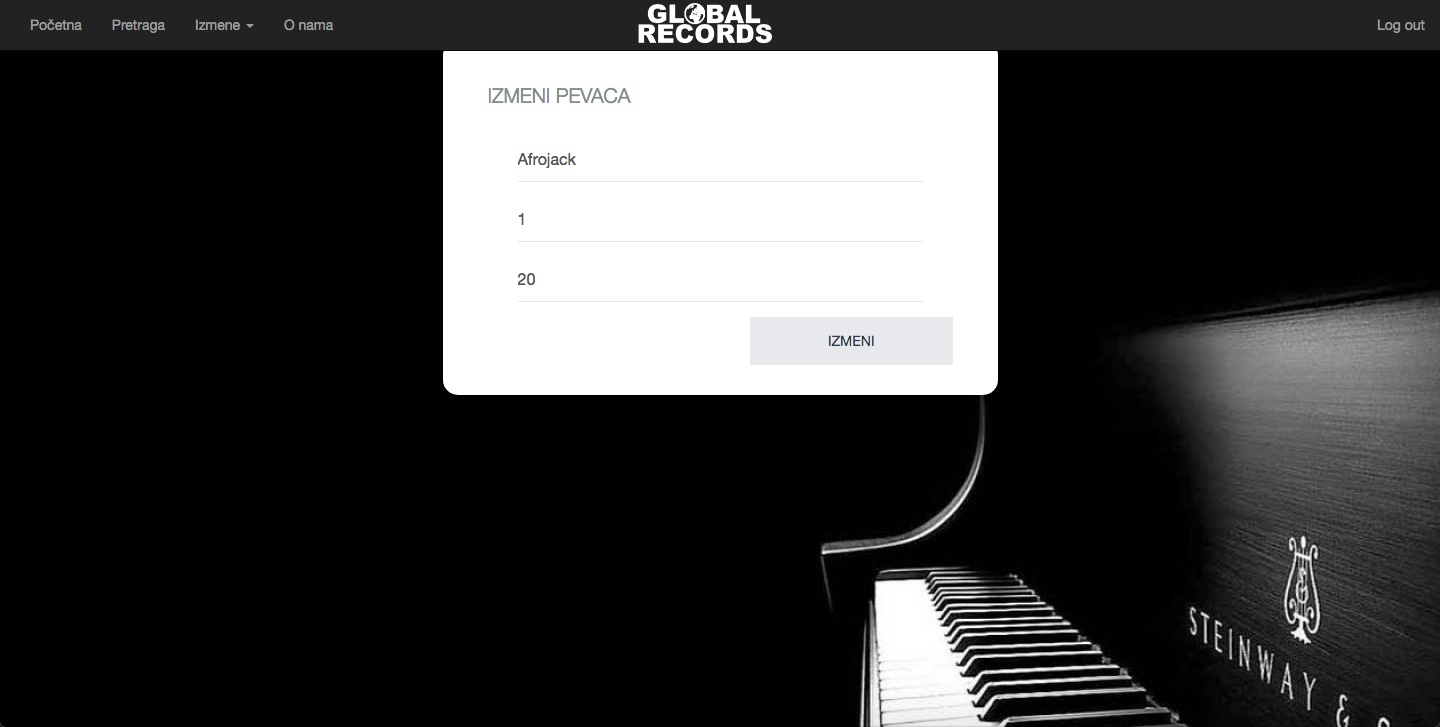 Početna
Pretraga
Izmene
O nama
GLOBAL
RECORDS
Log out
IZMENI PEVACA
Afrojack
1
20
IZMENI
STEINWAY &